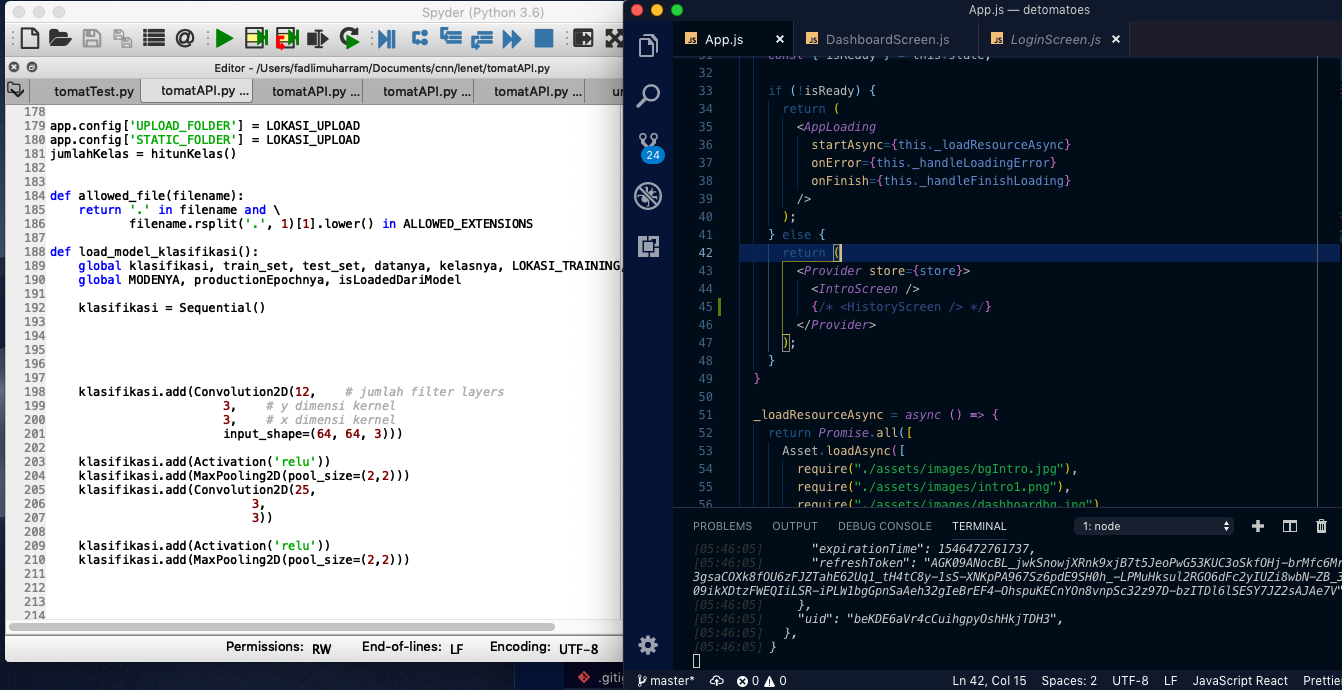 Spyder (Python 3.6)
Editor - /Users/fadlimuharram/Documents/cnn/lenet/tomatAPI.py
tomatTest.py
tomatAPI.py ...
tomatAPI.py ...
tomatAPI.py ...
tomatAPI.py ...
178
179 app.config['UPLOAD_FOLDER'] = LOKASI_UPLOAD
180 app.config['STATIC_FOLDER'] = LOKASI_UPLOAD
181 jumlahKelas = hitunKelas()
182
183
184 def allowed_file(filename):
185     return '.' in filename and \
186            filename.rsplit('.', 1)[1].lower() in ALLOWED_EXTENSIONS
187
188 def load_model_klasifikasi():
189     global klasifikasi, train_set, test_set, datanya, kelasnya, LOKASI_TRAINING,
190     global MODENYA, productionEpochnya, isLoadedDariModel
191
192     klasifikasi = Sequential()
193
194
195
196
197
198     klasifikasi.add(Convolution2D(12,    # jumlah filter layers
199                         3,    # y dimensi kernel
200                         3,    # x dimensi kernel
201                         input_shape=(64, 64, 3)))
202
203     klasifikasi.add(Activation('relu'))
204     klasifikasi.add(MaxPooling2D(pool_size=(2,2)))
205     klasifikasi.add(Convolution2D(25,
206                             3,
207                             3))
208
209     klasifikasi.add(Activation('relu'))
210     klasifikasi.add(MaxPooling2D(pool_size=(2,2)))
211
212
213
214
Permissions: RW End-of-lines: LF Encoding: UTF-8
App.js — detomatoes
JS App.js ×
JS DashboardScreen.js
JS LoginScreen.js ×
24
31 const { isReady } = this.state;
32
33 if (!isReady) {
34   return (
35     <AppLoading
36       startAsync={this._loadResourceAsync}
37       onError={this._handleLoadingError}
38       onFinish={this._handleFinishLoading}
39     />
40   );
41 } else {
42   return (
43     <Provider store={store}>
44       <IntroScreen />
45       {/* <HistoryScreen /> */}
46     </Provider>
47   );
48 }
49 }
50
51 _loadResourceAsync = async () => {
52   return Promise.all([
53     Asset.loadAsync([
54       require("./assets/images/bgIntro.jpg"),
55       require("./assets/images/intro1.png"),
56       require("./assets/images/dashboardbg.jpg"),
PROBLEMS OUTPUT DEBUG CONSOLE TERMINAL 1: node
[05:46:05]       "expirationTime": 1546472761737,
[05:46:05]       "refreshToken": "AGK09ANocBL_jwkSnowjXRnk9xjB7t5JeoPwG53KUC3oSkfOHj-brMfc6Mr
3gsaCOXk8fOU6zFJZTahE62Uq1_tH4tC8y-1sS-XNKpPA967Sz6pdE9SH0h_-LPMuHksul2RGO6dFc2yIUZi8wbN-ZB_3
09ikXDtzFWEQIiLSR-iPLW1bgGpnSaAeh32gIeBrEF4-OhspuKECnYOn8vnpSc32z97D-bzITDl6lSESY7JZ2sAJAe7V"
[05:46:05]     },
[05:46:05]     "uid": "beKDE6aVr4cCuihgpyOshHkjTDH3",
[05:46:05]   },
[05:46:05] }
master* 0 0 Ln 42, Col 15 Spaces: 2 UTF-8 LF JavaScript React Prettie